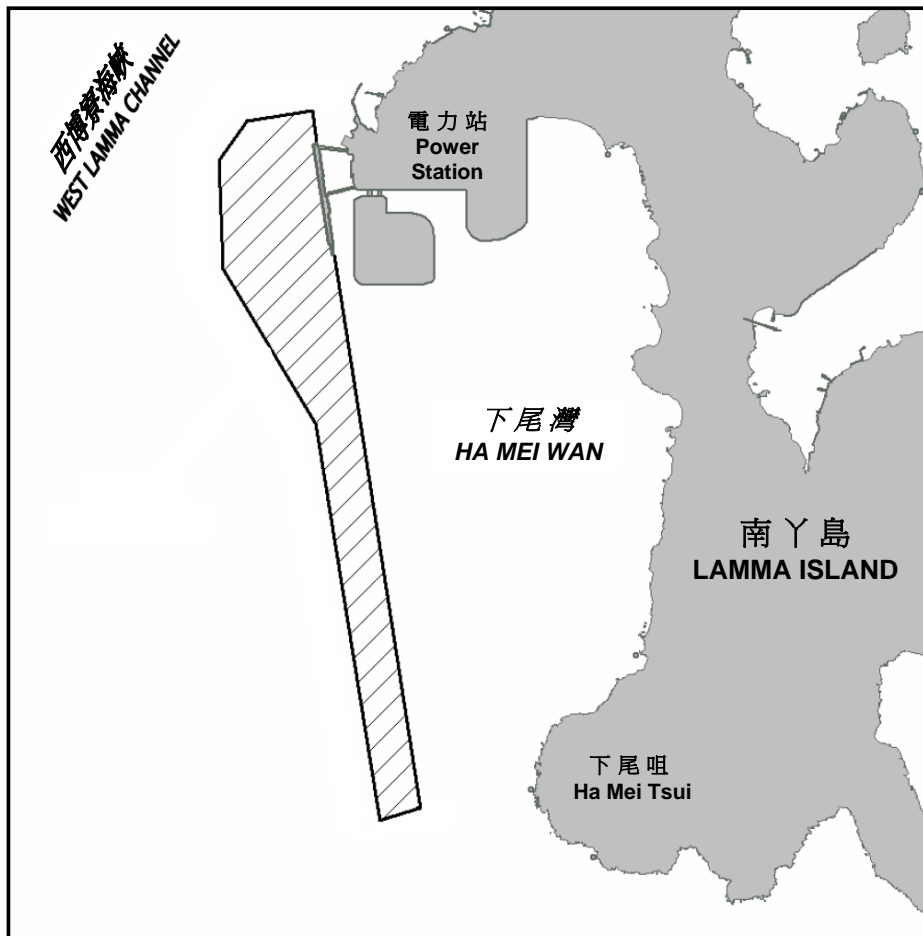 西博寮海峽
WEST LAMMA CHANNEL
電力站
Power
Station
下尾灣
HA MEI WAN
南丫島
LAMMA ISLAND
下尾咀
Ha Mei Tsui